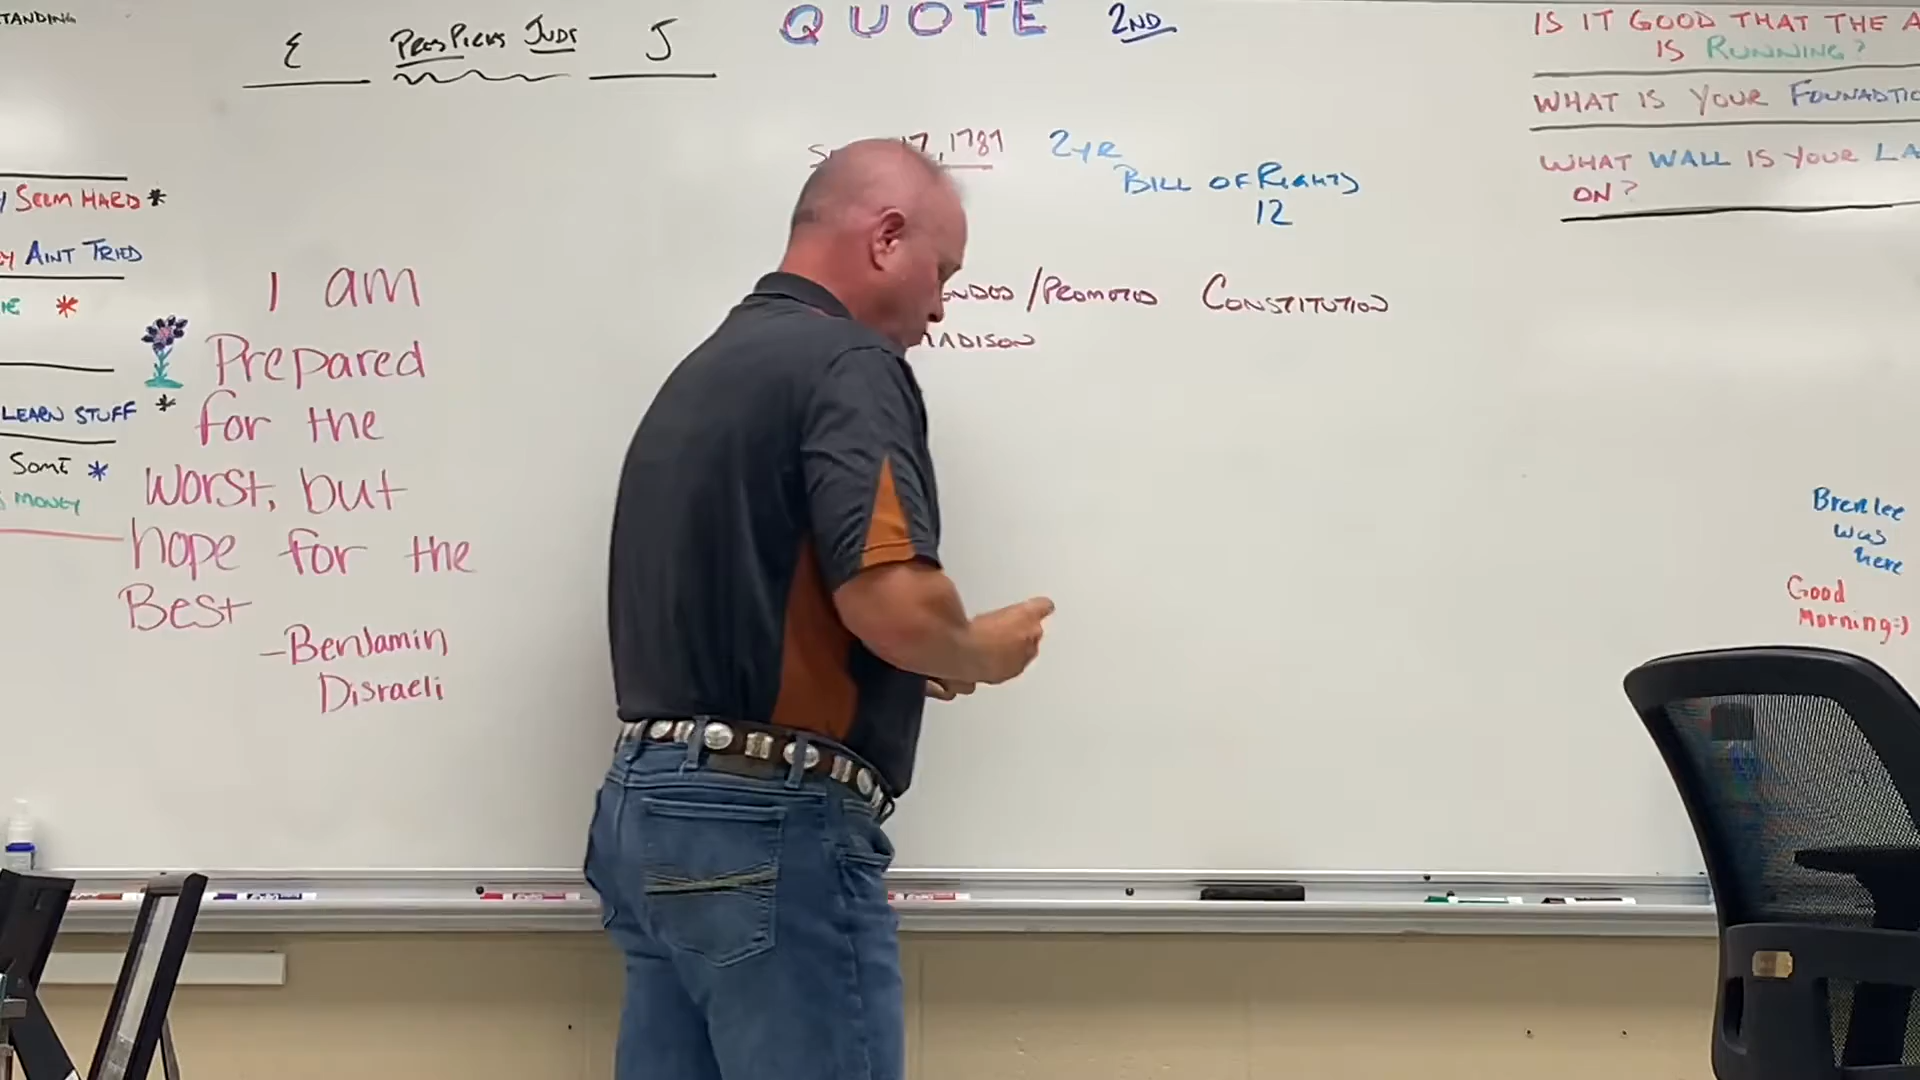 TANDING
SEEM HARD *
AINT TRIED
*
LEARN STUFF *
SOME *
MONEY
E PRES PICKS JUDS J
QUOTE 2ND
17, 1787 2YR
BILL OF RIGHTS
12
/PROMOTED CONSTITUTION
MADISON
I am
Prepared
for the
worst, but
hope for the
Best
-Benjamin
Disraeli
IS IT GOOD THAT THE A
IS RUNNING?
WHAT IS YOUR FOUNADTIO
WHAT WALL IS YOUR LA
ON?
Brenlee
was
here
Good
Morning:)